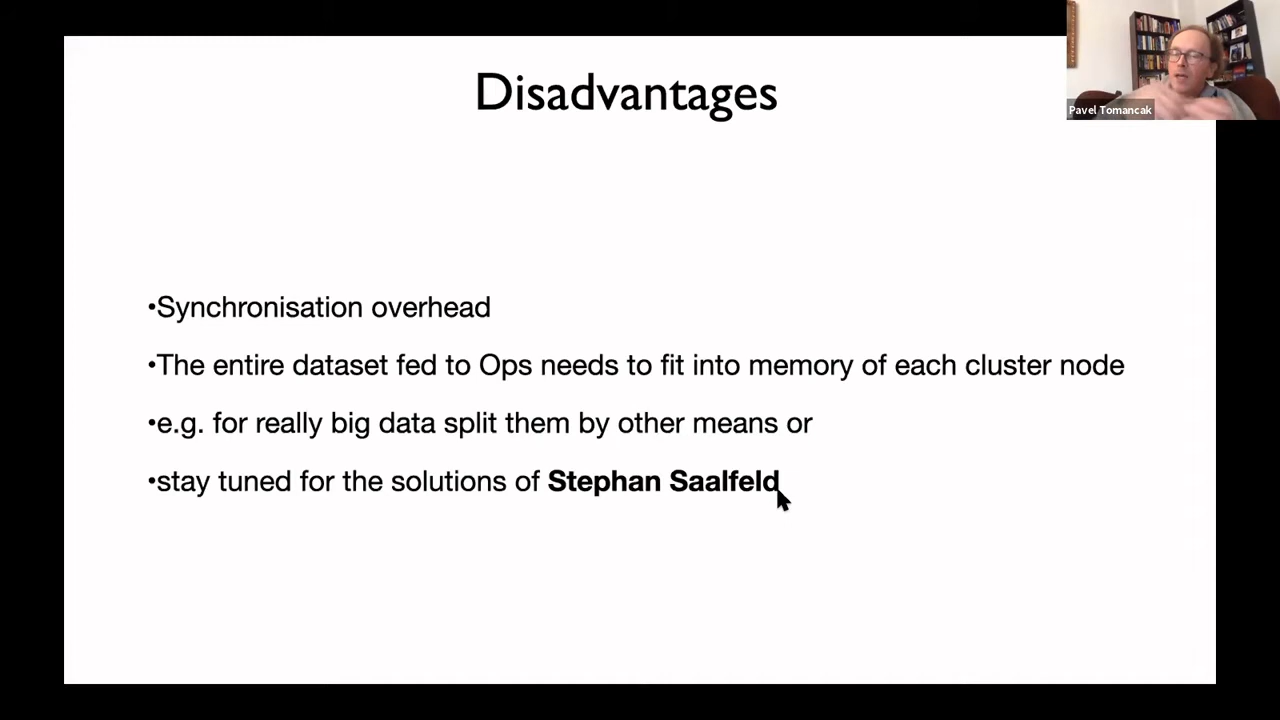 Disadvantages
Pavel Tomancak
•Synchronisation overhead
•The entire dataset fed to Ops needs to fit into memory of each cluster node
•e.g. for really big data split them by other means or
•stay tuned for the solutions of Stephan Saalfeld